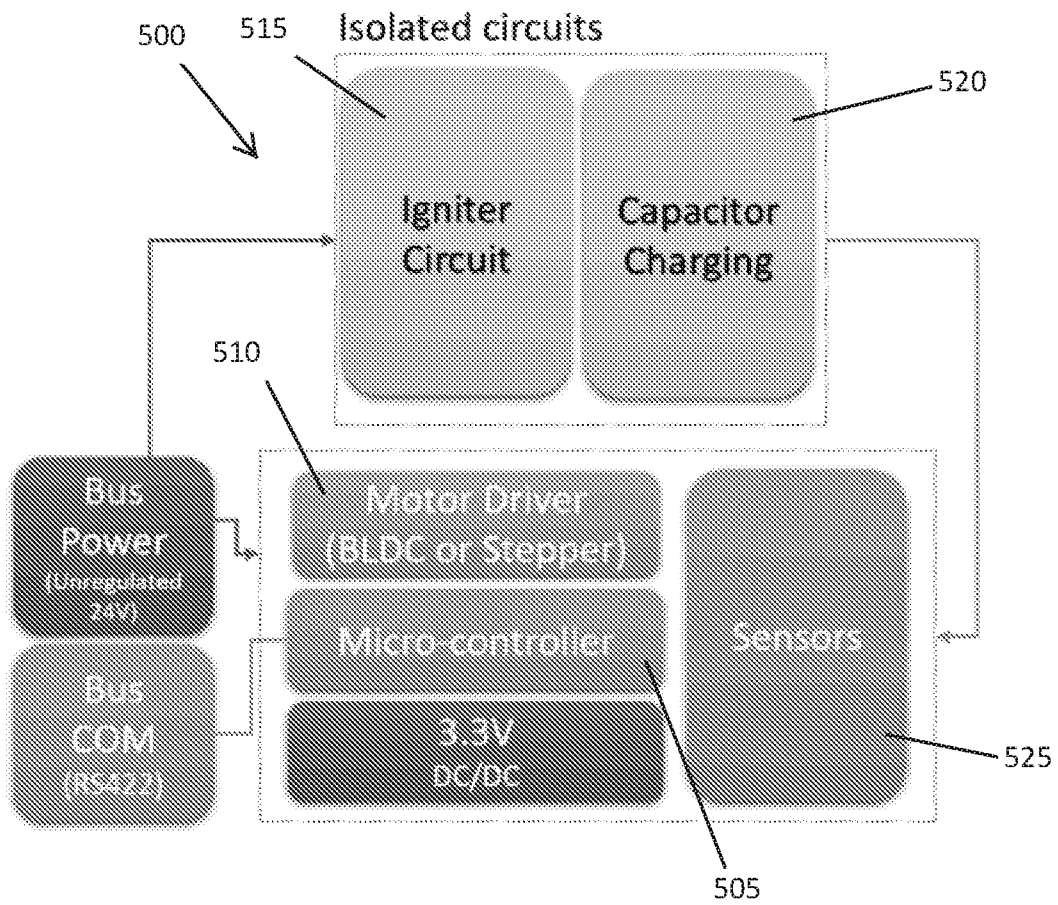 500
515
Isolated circuits
520
Igniter
Circuit
Capacitor
Charging
510
Bus
Power
(Unregulated
24V)
Motor Driver
(BLDC or Stepper)
Micro-controller
Sensors
Bus
COM
(RS422)
3.3V
DC/DC
525
505